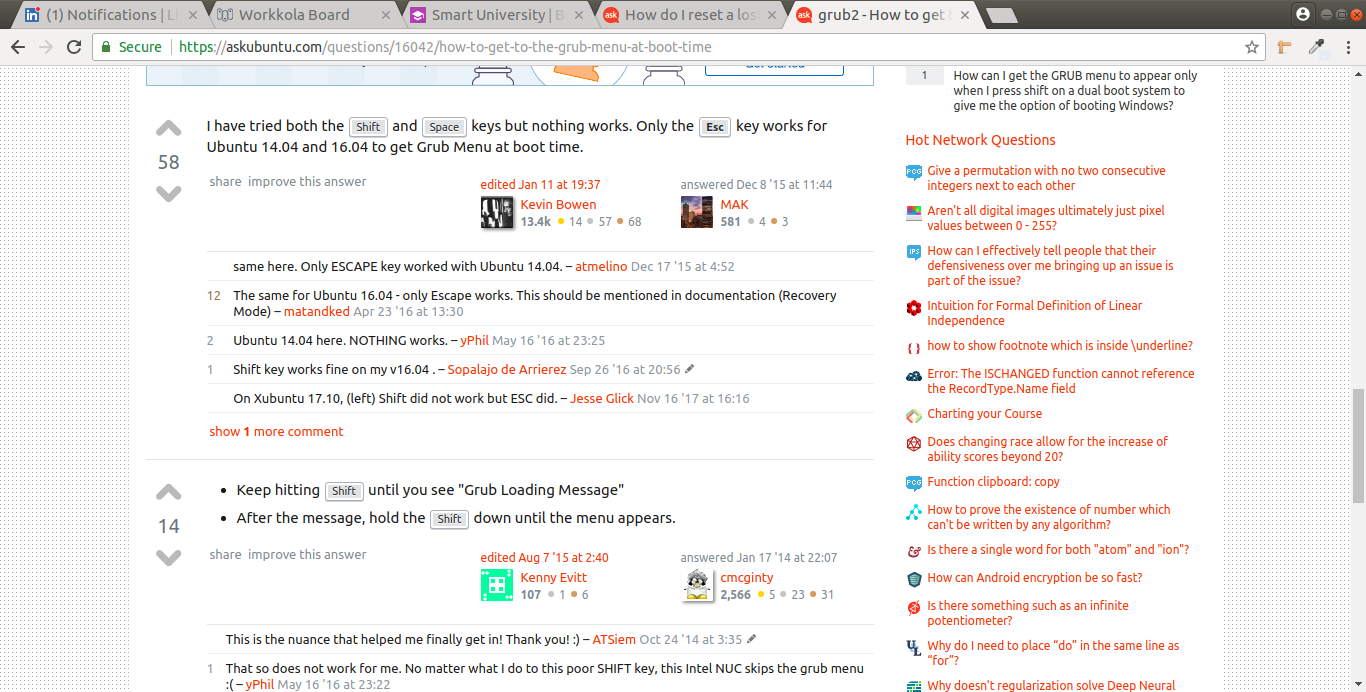 (1) Notifications | Li
Workkola Board
Smart University | B
How do I reset a los
grub2 - How to get
Secure
https://askubuntu.com/questions/16042/how-to-get-to-the-grub-menu-at-boot-time
I have tried both the Shift and Space keys but nothing works. Only the Esc key works for
Ubuntu 14.04 and 16.04 to get Grub Menu at boot time.
58
share improve this answer
edited Jan 11 at 19:37
Kevin Bowen
13.4k 14 57 68
answered Dec 8 '15 at 11:44
MAK
581 4 3
same here. Only ESCAPE key worked with Ubuntu 14.04. – atmelino Dec 17 '15 at 4:52
12 The same for Ubuntu 16.04 - only Escape works. This should be mentioned in documentation (Recovery
Mode) – matandked Apr 23 '16 at 13:30
2 Ubuntu 14.04 here. NOTHING works. – yPhil May 16 '16 at 23:25
1 Shift key works fine on my v16.04 . – Sopalajo de Arrierez Sep 26 '16 at 20:56
On Xubuntu 17.10, (left) Shift did not work but ESC did. – Jesse Glick Nov 16 '17 at 16:16
show 1 more comment
• Keep hitting Shift until you see "Grub Loading Message"
• After the message, hold the Shift down until the menu appears.
14
share improve this answer
edited Aug 7 '15 at 2:40
Kenny Evitt
107 1 6
answered Jan 17 '14 at 22:07
cmcginty
2,566 5 23 31
This is the nuance that helped me finally get in! Thank you! :) – ATSiem Oct 24 '14 at 3:35
1 That so does not work for me. No matter what I do to this poor SHIFT key, this Intel NUC skips the grub menu
:( – yPhil May 16 '16 at 23:22
1 How can I get the GRUB menu to appear only
when I press shift on a dual boot system to
give me the option of booting Windows?
Hot Network Questions
PCG Give a permutation with no two consecutive
integers next to each other
Aren't all digital images ultimately just pixel
values between 0 - 255?
IPS How can I effectively tell people that their
defensiveness over me bringing up an issue is
part of the issue?
Intuition for Formal Definition of Linear
Independence
{} how to show footnote which is inside \underline?
Error: The ISCHANGED function cannot reference
the RecordType.Name field
Charting your Course
Does changing race allow for the increase of
ability scores beyond 20?
PCG Function clipboard: copy
How to prove the existence of number which
can't be written by any algorithm?
Is there a single word for both "atom" and "ion"?
How can Android encryption be so fast?
Is there something such as an infinite
potentiometer?
UL Why do I need to place “do” in the same line as
“for”?
Why doesn't regularization solve Deep Neural